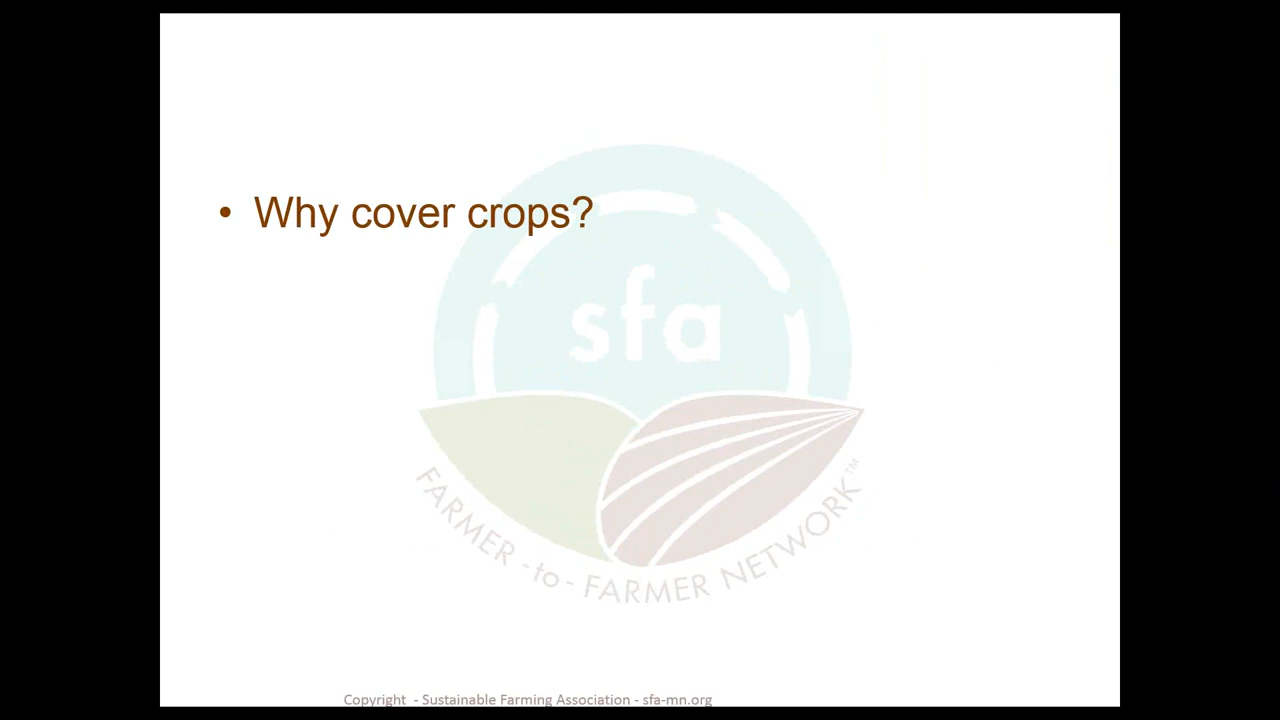 • Why cover crops?
sfa
FARMER -to- FARMER NETWORK™
Copyright - Sustainable Farming Association - sfa-mn.org